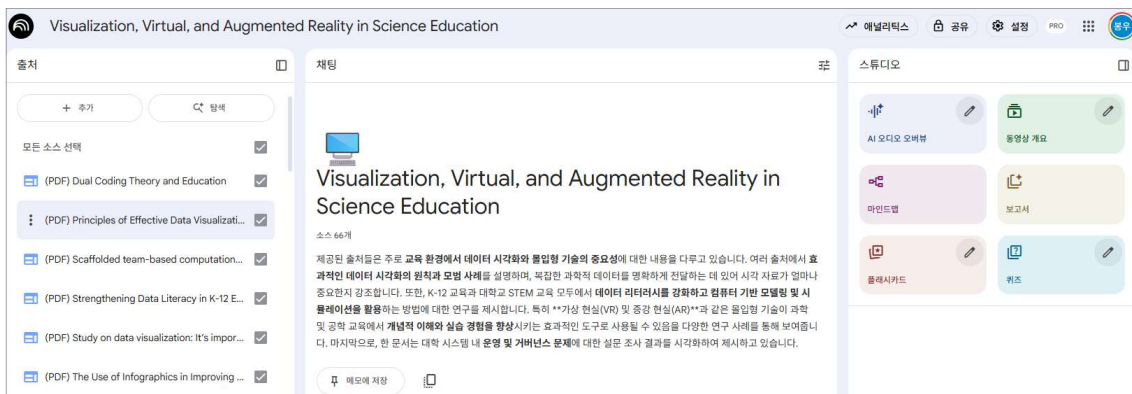 Visualization, Virtual, and Augmented Reality in Science Education
애널리틱스
공유
설정
PRO
봉우
출처
+ 추가
탐색
모든 소스 선택
(PDF) Dual Coding Theory and Education
(PDF) Principles of Effective Data Visualizati...
(PDF) Scaffolded team-based computation...
(PDF) Strengthening Data Literacy in K-12 E...
(PDF) Study on data visualization: It's impor...
(PDF) The Use of Infographics in Improving ...
채팅
Visualization, Virtual, and Augmented Reality in
Science Education
소스 66개
제공된 출처들은 주로 교육 환경에서 데이터 시각화와 몰입형 기술의 중요성에 대한 내용을 다루고 있습니다. 여러 출처에서 효
과적인 데이터 시각화의 원칙과 모범 사례를 설명하며, 복잡한 과학적 데이터를 명확하게 전달하는 데 있어 시각 자료가 얼마나
중요한지 강조합니다. 또한, K-12 교육과 대학교 STEM 교육 모두에서 데이터 리터러시를 강화하고 컴퓨터 기반 모델링 및 시
뮬레이션을 활용하는 방법에 대한 연구를 제시합니다. 특히 **가상 현실(VR) 및 증강 현실(AR)**과 같은 몰입형 기술이 과학
및 공학 교육에서 개념적 이해와 실습 경험을 향상시키는 효과적인 도구로 사용될 수 있음을 다양한 연구 사례를 통해 보여줍니
다. 마지막으로, 한 문서는 대학 시스템 내 운영 및 거버넌스 문제에 대한 설문 조사 결과를 시각화하여 제시하고 있습니다.
메모에 저장
스튜디오
AI 오디오 오버뷰
동영상 개요
마인드맵
보고서
플래시카드
퀴즈